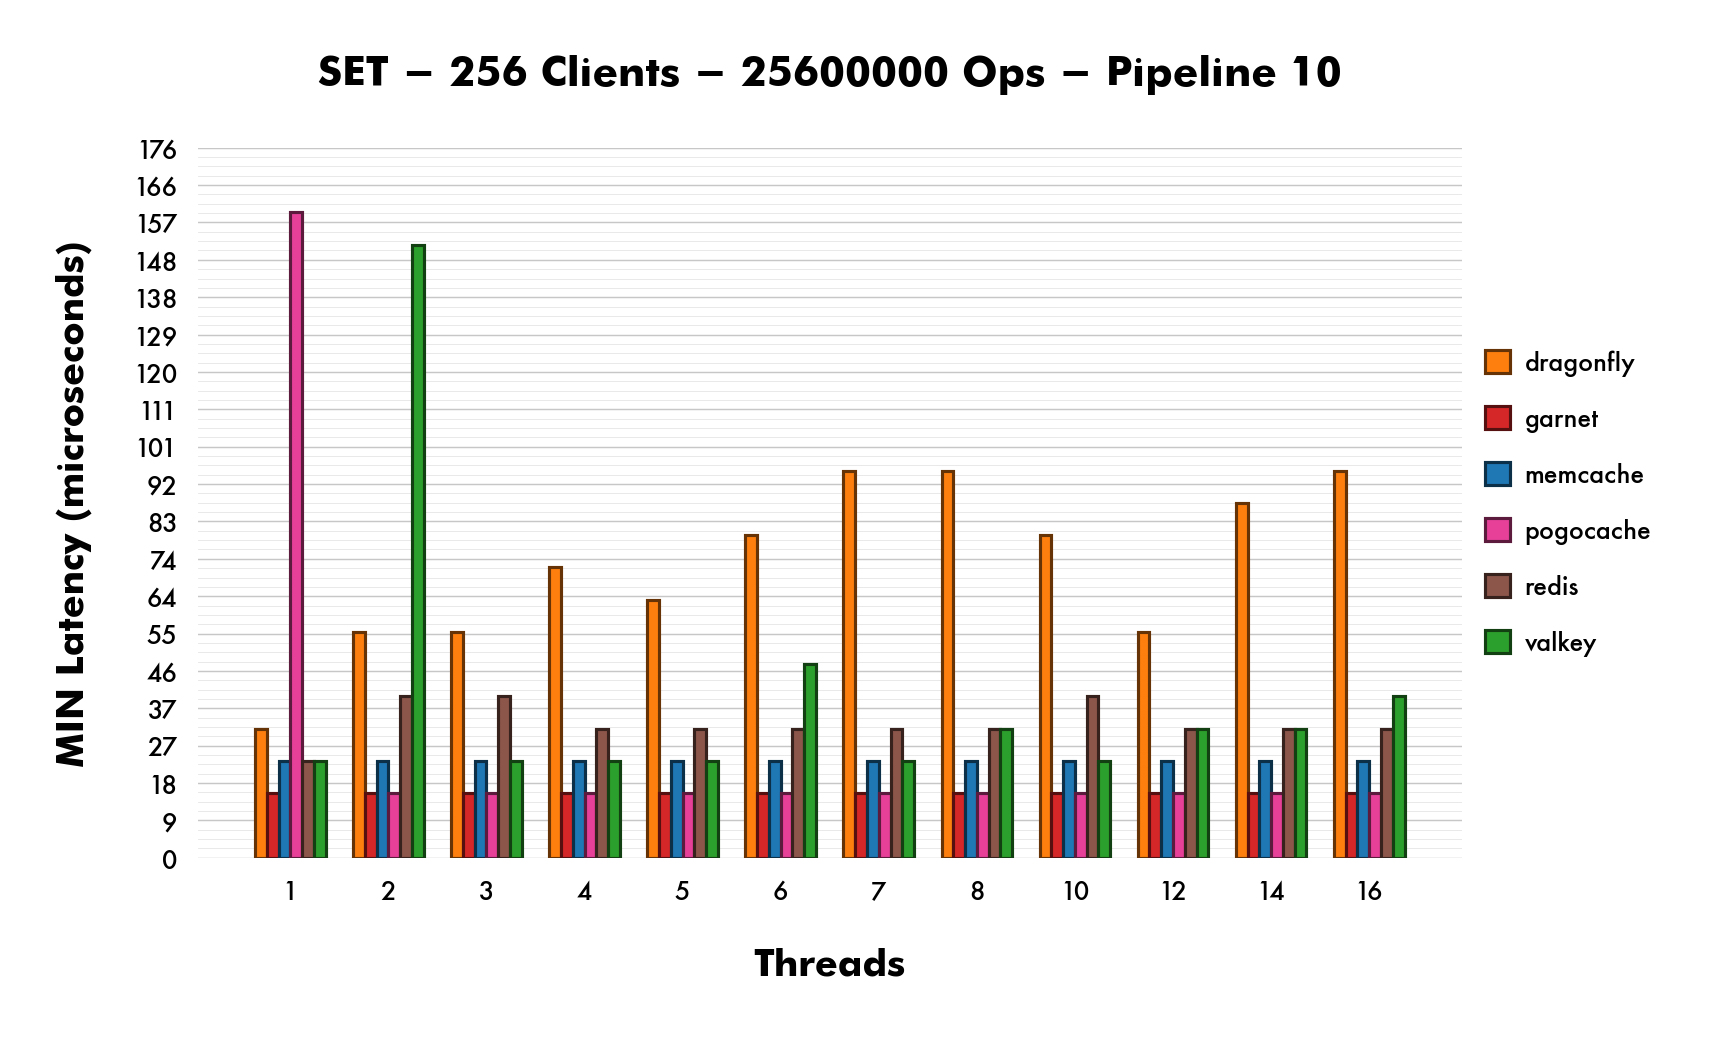 SET – 256 Clients – 25600000 Ops – Pipeline 10
MIN Latency (microseconds)
176
166
157
148
138
129
120
111
101
92
83
74
64
55
46
37
27
18
9
0
1 2 3 4 5 6 7 8 10 12 14 16
Threads
dragonfly
garnet
memcache
pogocache
redis
valkey